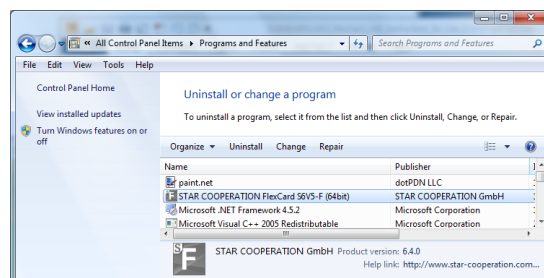 « All Control Panel Items ▸ Programs and Features
Search Programs and Features
File Edit View Tools Help
Control Panel Home
View installed updates
Turn Windows features on or
off
Uninstall or change a program
To uninstall a program, select it from the list and then click Uninstall, Change, or Repair.
Organize Uninstall Change Repair
Name Publisher
paint.net dotPDN LLC
STAR COOPERATION FlexCard S6V5-F (64bit) STAR COOPERATION GmbH
Microsoft .NET Framework 4.5.2 Microsoft Corporation
Microsoft Visual C++ 2005 Redistributable Microsoft Corporation
STAR COOPERATION GmbH Product version: 6.4.0
Help link: http://www.star-cooperation.com...